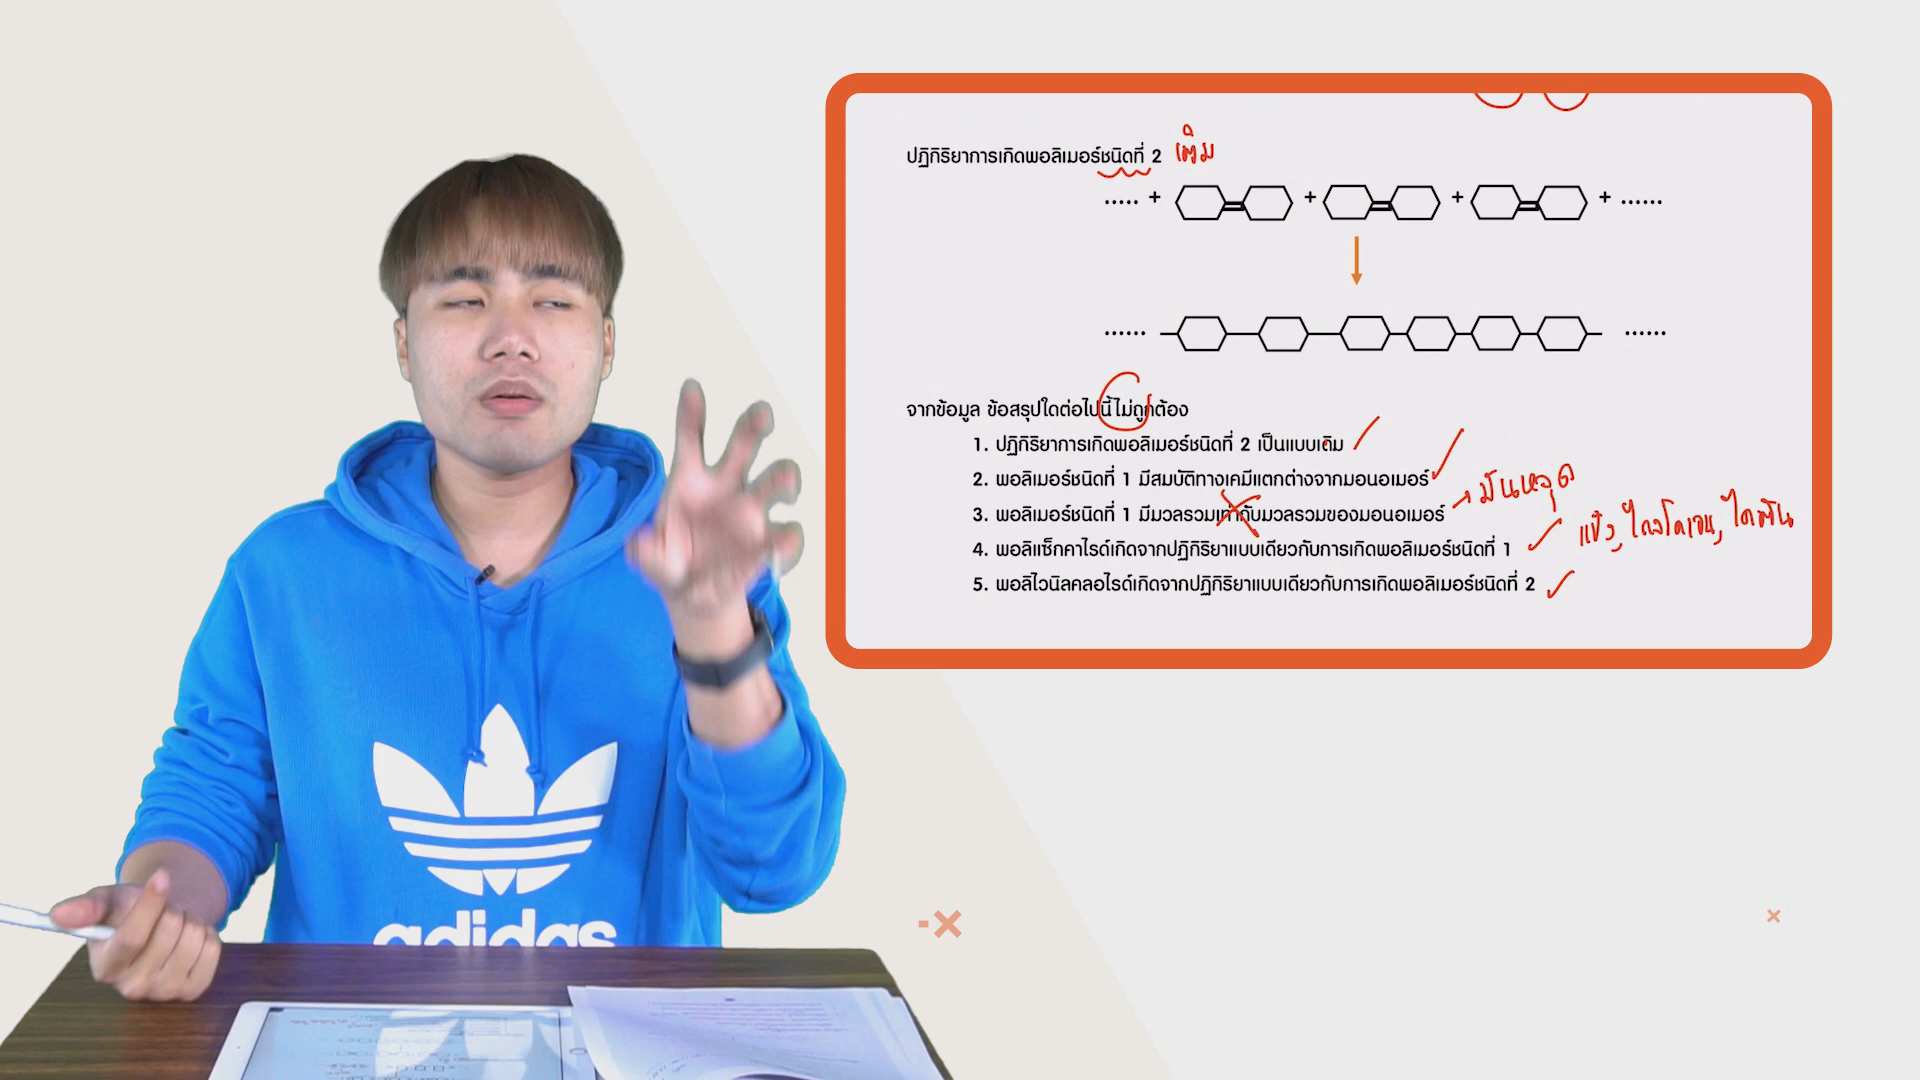 ปฏิกิริยาการเกิดพอลิเมอร์ชนิดที่ 2 เติม
..... + + + + ......
...... ......
จากข้อมูล ข้อสรุปใดต่อไปนี้ไม่ถูกต้อง
1. ปฏิกิริยาการเกิดพอลิเมอร์ชนิดที่ 2 เป็นแบบเติม
2. พอลิเมอร์ชนิดที่ 1 มีสมบัติทางเคมีแตกต่างจากมอนอเมอร์
3. พอลิเมอร์ชนิดที่ 1 มีมวลรวมเท่ากับมวลรวมของมอนอเมอร์ มันหลุด
4. พอลิแซ็กคาไรด์เกิดจากปฏิกิริยาแบบเดียวกับการเกิดพอลิเมอร์ชนิดที่ 1 แป้ง, ไกลโคเจน, ไคติน
5. พอลิไวนิลคลอไรด์เกิดจากปฏิกิริยาแบบเดียวกับการเกิดพอลิเมอร์ชนิดที่ 2
adidas